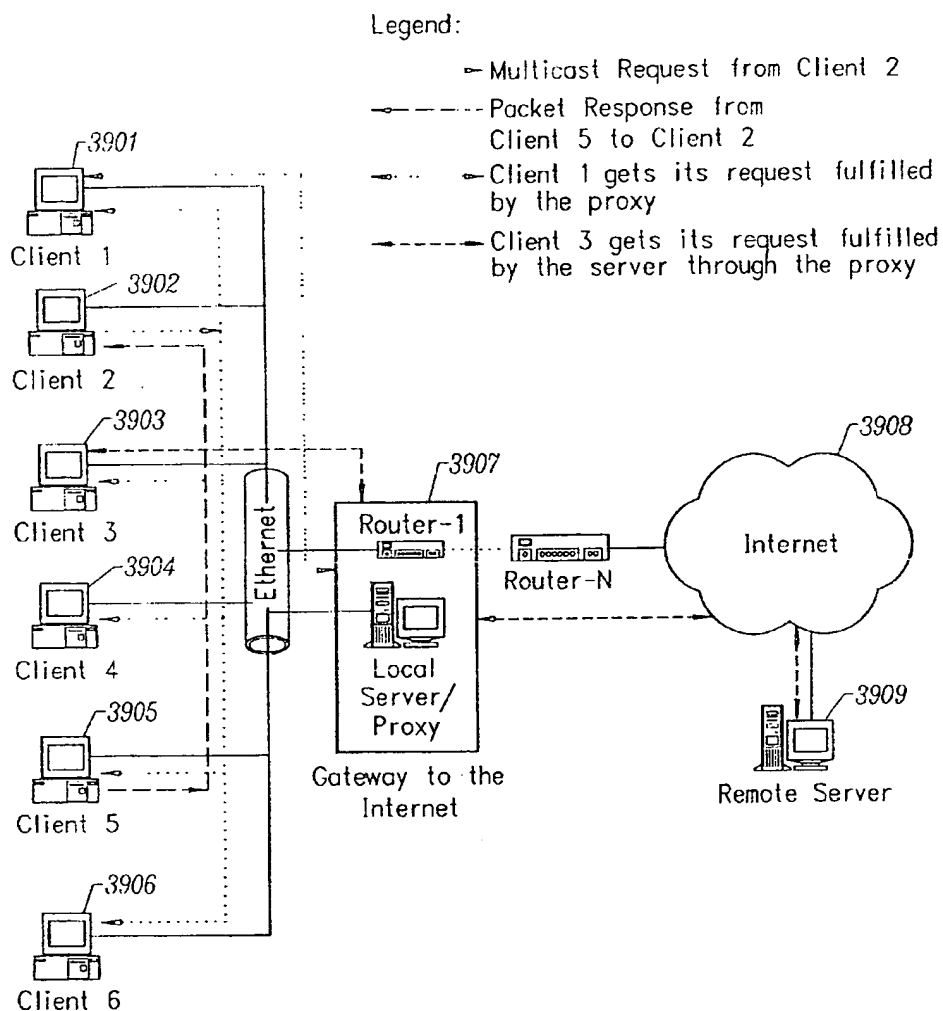 Legend:
Multicast Request from Client 2
Packet Response from
Client 5 to Client 2
Client 1 gets its request fulfilled
by the proxy
Client 3 gets its request fulfilled
by the server through the proxy
3901
Client 1
3902
Client 2
3903
Client 3
3904
Client 4
3905
Client 5
3906
Client 6
Ethernet
3907
Router-1
Local
Server/
Proxy
Gateway to the
Internet
Router-N
3908
Internet
3909
Remote Server